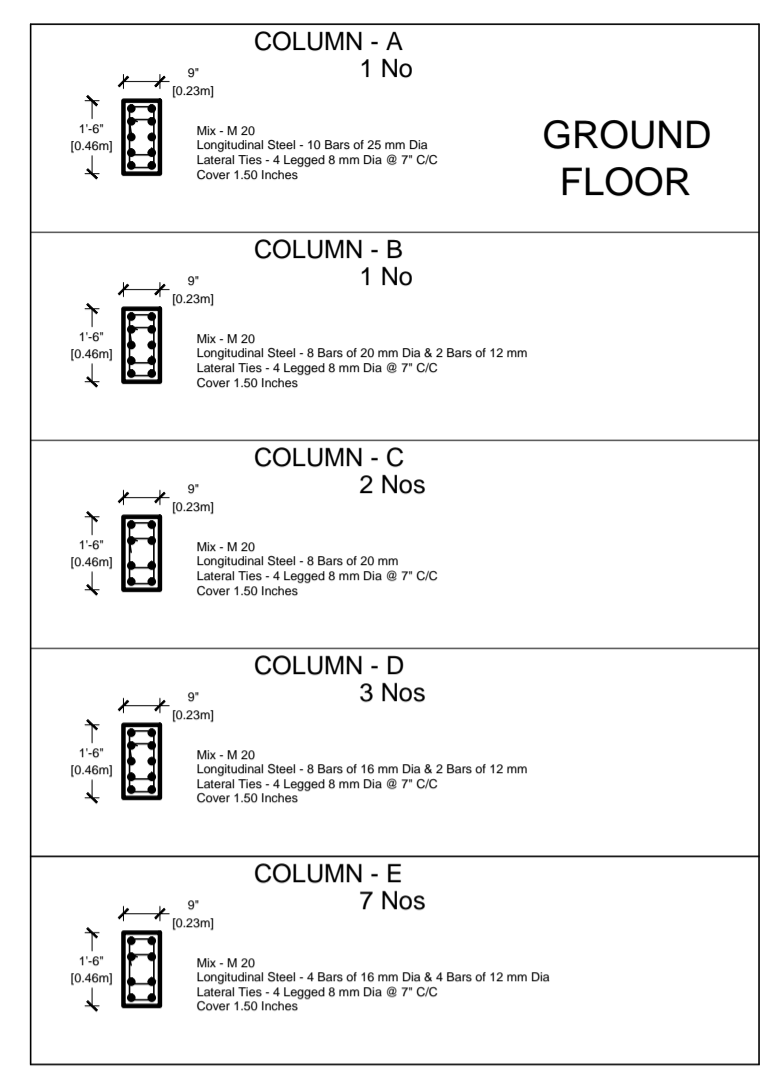 COLUMN - A
1 No
9"
[0.23m]
1'-6"
[0.46m]
Mix - M 20
Longitudinal Steel - 10 Bars of 25 mm Dia
Lateral Ties - 4 Legged 8 mm Dia @ 7" C/C
Cover 1.50 Inches
GROUND
FLOOR
COLUMN - B
1 No
9"
[0.23m]
1'-6"
[0.46m]
Mix - M 20
Longitudinal Steel - 8 Bars of 20 mm Dia & 2 Bars of 12 mm
Lateral Ties - 4 Legged 8 mm Dia @ 7" C/C
Cover 1.50 Inches
COLUMN - C
2 Nos
9"
[0.23m]
1'-6"
[0.46m]
Mix - M 20
Longitudinal Steel - 8 Bars of 20 mm
Lateral Ties - 4 Legged 8 mm Dia @ 7" C/C
Cover 1.50 Inches
COLUMN - D
3 Nos
9"
[0.23m]
1'-6"
[0.46m]
Mix - M 20
Longitudinal Steel - 8 Bars of 16 mm Dia & 2 Bars of 12 mm
Lateral Ties - 4 Legged 8 mm Dia @ 7" C/C
Cover 1.50 Inches
COLUMN - E
7 Nos
9"
[0.23m]
1'-6"
[0.46m]
Mix - M 20
Longitudinal Steel - 4 Bars of 16 mm Dia & 4 Bars of 12 mm Dia
Lateral Ties - 4 Legged 8 mm Dia @ 7" C/C
Cover 1.50 Inches